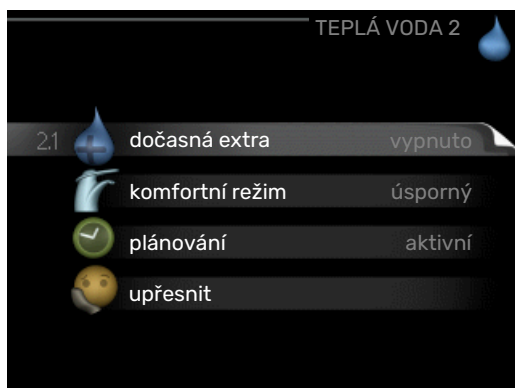 TEPLÁ VODA 2
2.1 dočasná extra vypnuto
komfortní režim úsporný
plánování aktivní
upřesnit